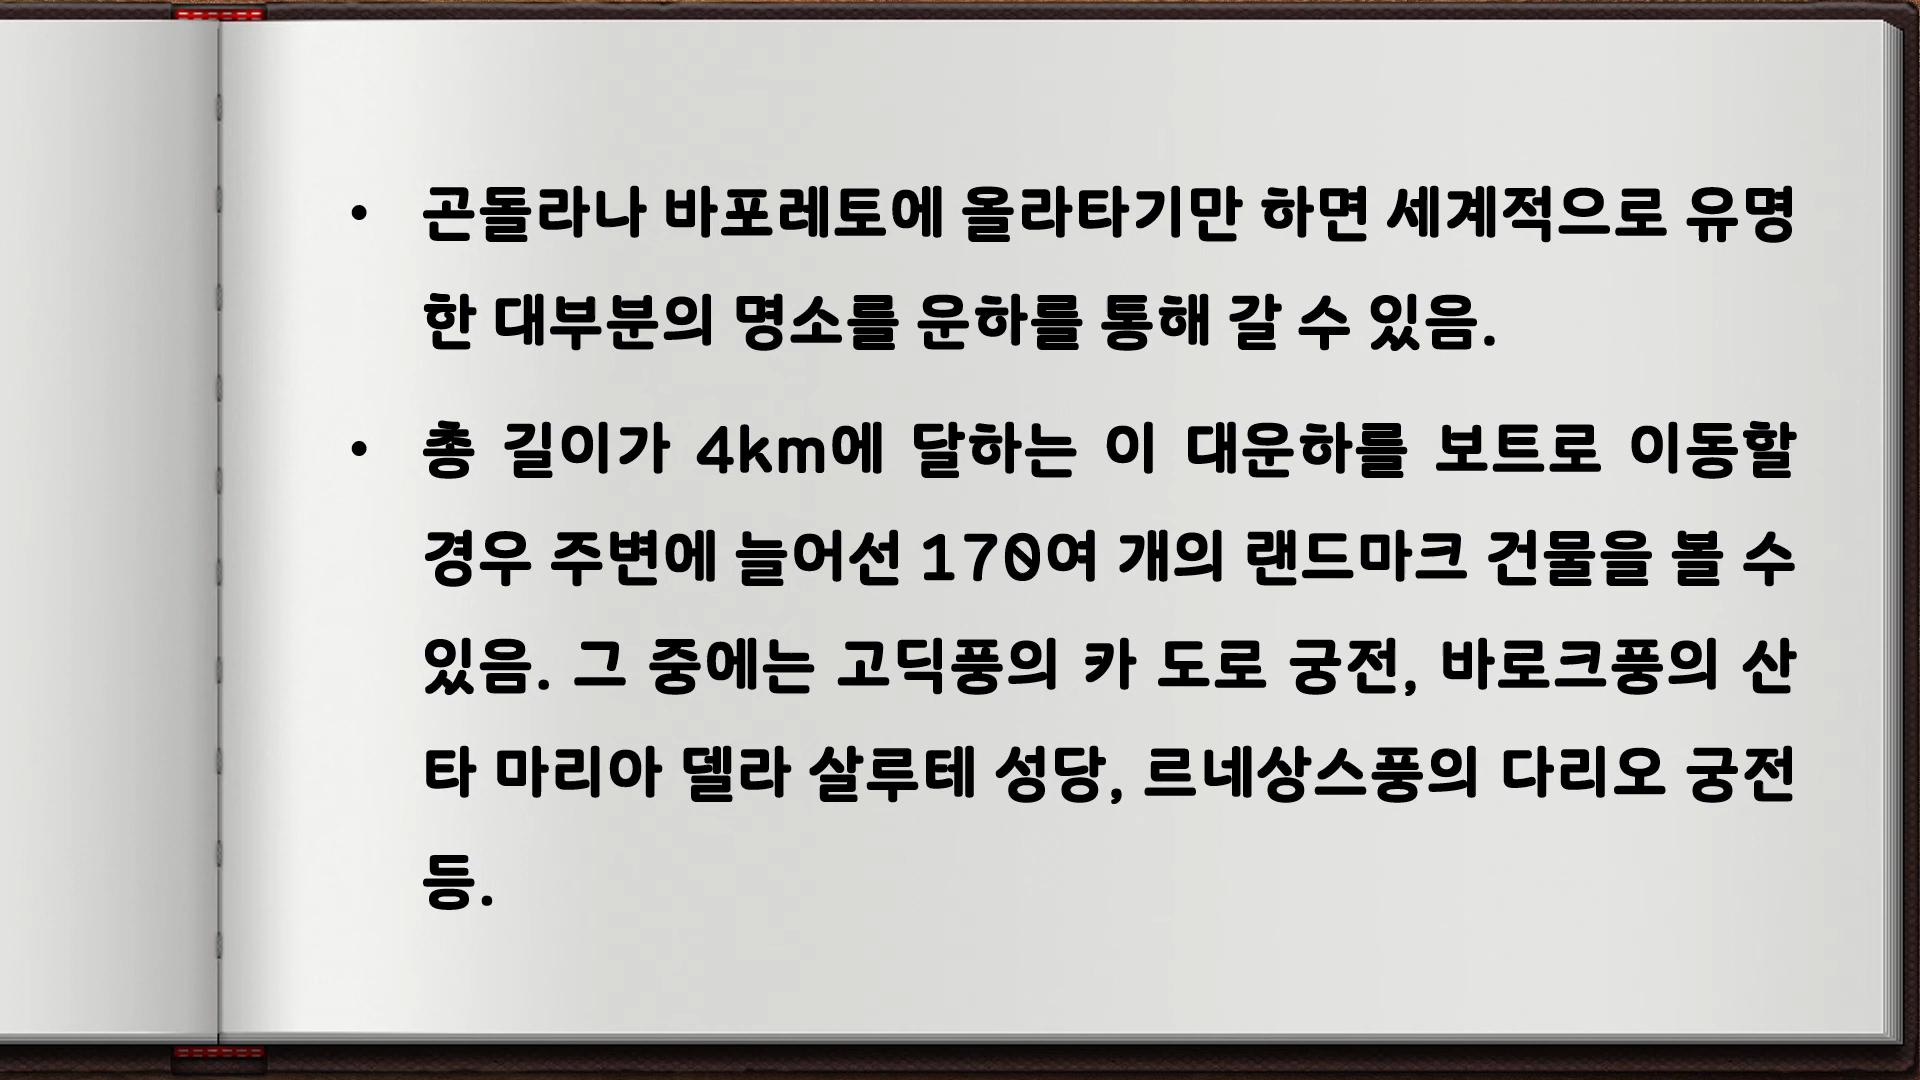 • 곤돌라나 바포레토에 올라타기만 하면 세계적으로 유명
한 대부분의 명소를 운하를 통해 갈 수 있음.
• 총 길이가 4km에 달하는 이 대운하를 보트로 이동할
경우 주변에 늘어선 170여 개의 랜드마크 건물을 볼 수
있음. 그 중에는 고딕풍의 카 도로 궁전, 바로크풍의 산
타 마리아 델라 살루테 성당, 르네상스풍의 다리오 궁전
등.